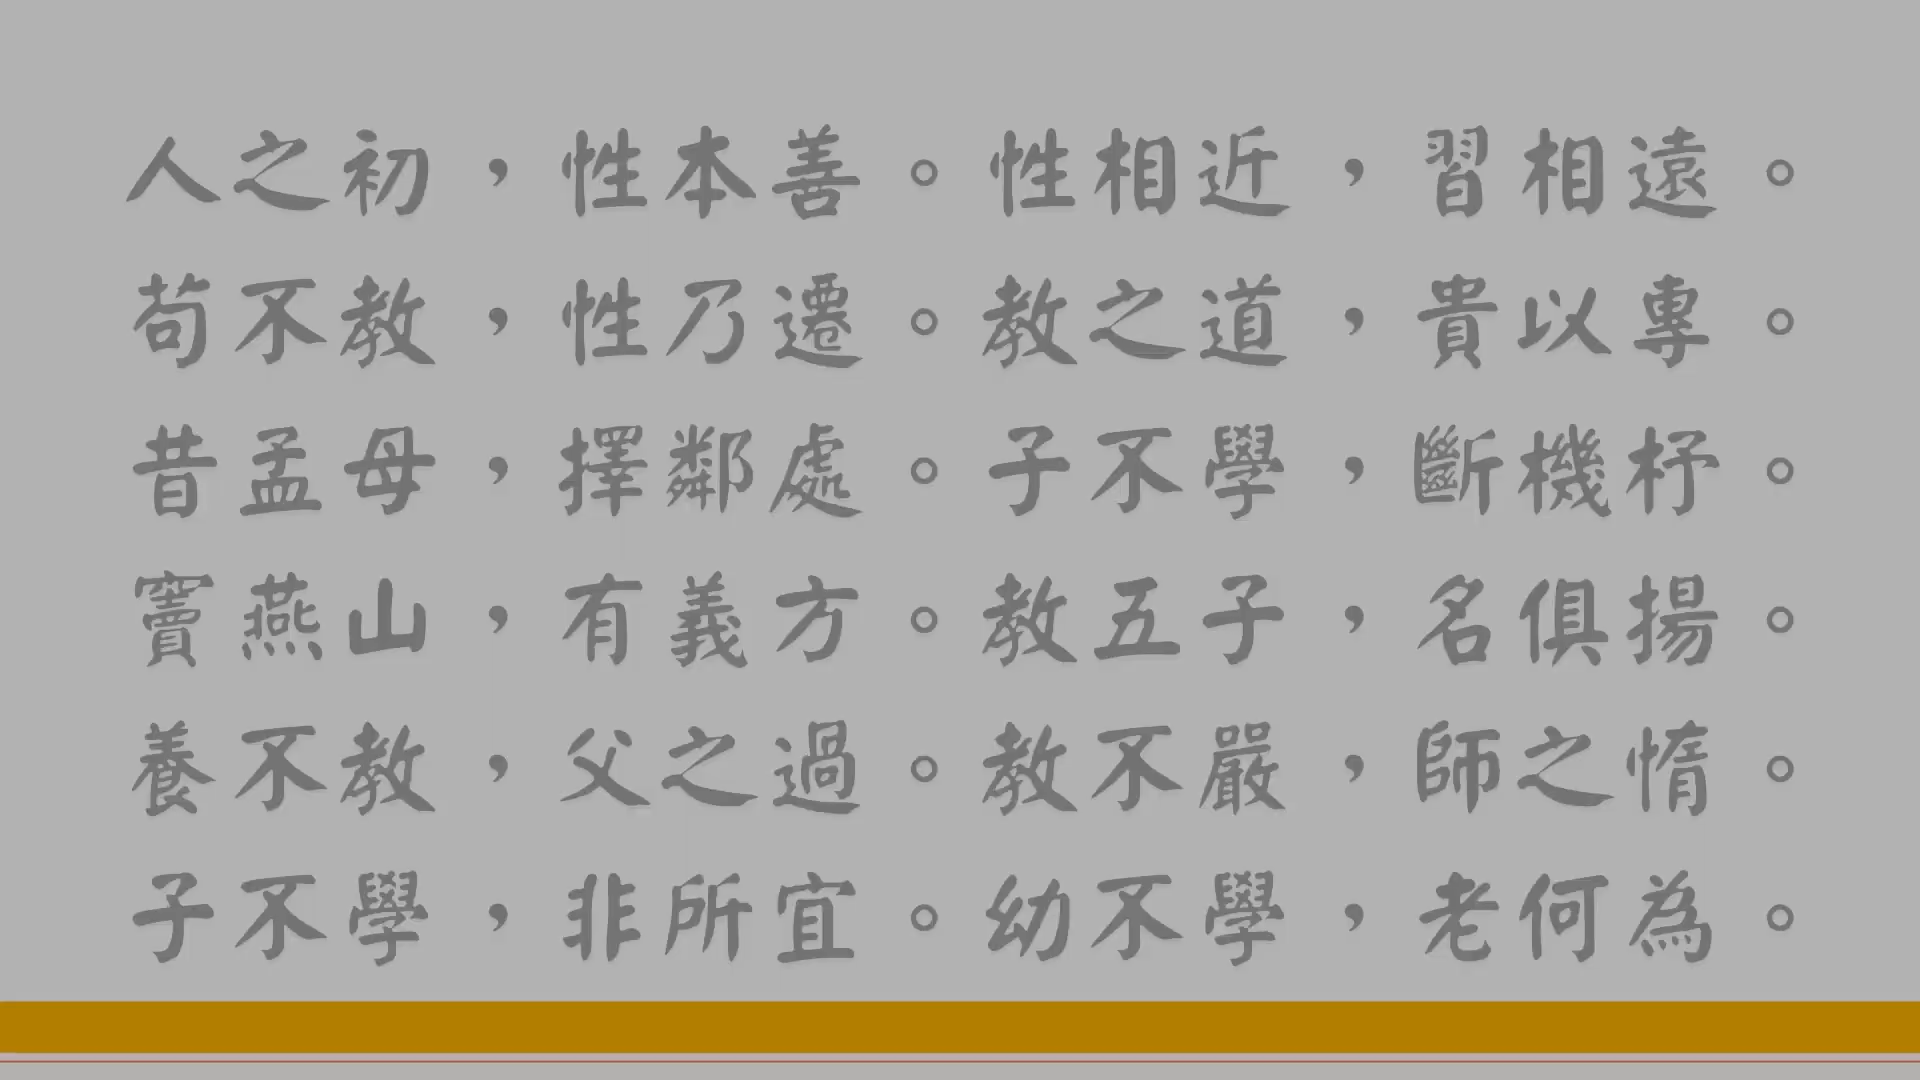 人之初，性本善。性相近，習相遠。
苟不教，性乃遷。教之道，貴以專。
昔孟母，擇鄰處。子不學，斷機杼。
竇燕山，有義方。教五子，名俱揚。
養不教，父之過。教不嚴，師之惰。
子不學，非所宜。幼不學，老何為。